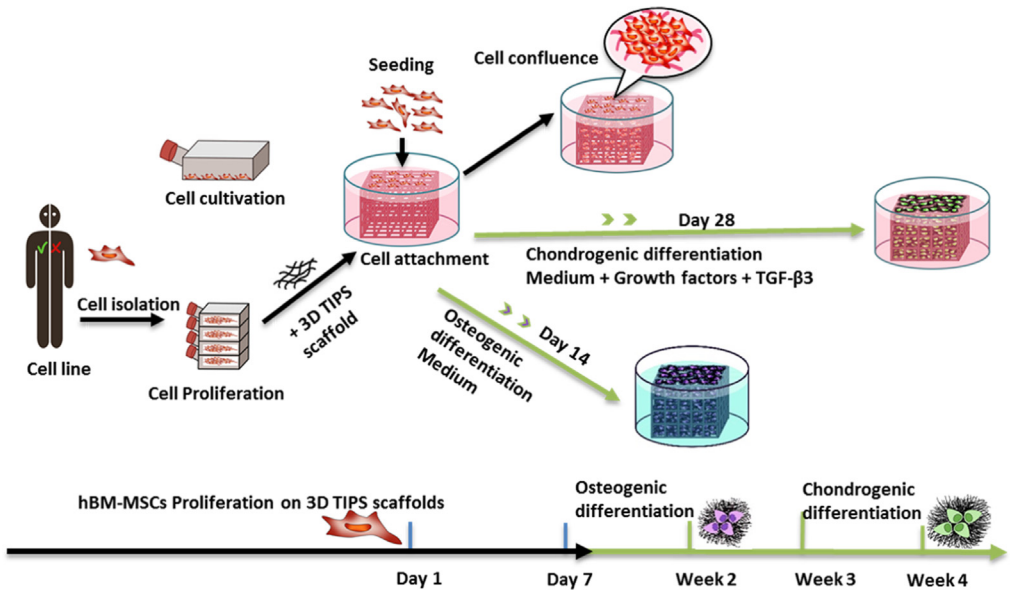 Seeding
Cell confluence
Cell cultivation
Cell attachment
Day 28
Chondrogenic differentiation
Medium + Growth factors + TGF-β3
Cell isolation
+ 3D TIPS
scaffold
Cell line
Cell Proliferation
Day 14
Osteogenic
differentiation
Medium
hBM-MSCs Proliferation on 3D TIPS scaffolds
Osteogenic
differentiation
Chondrogenic
differentiation
Day 1
Day 7
Week 2
Week 3
Week 4